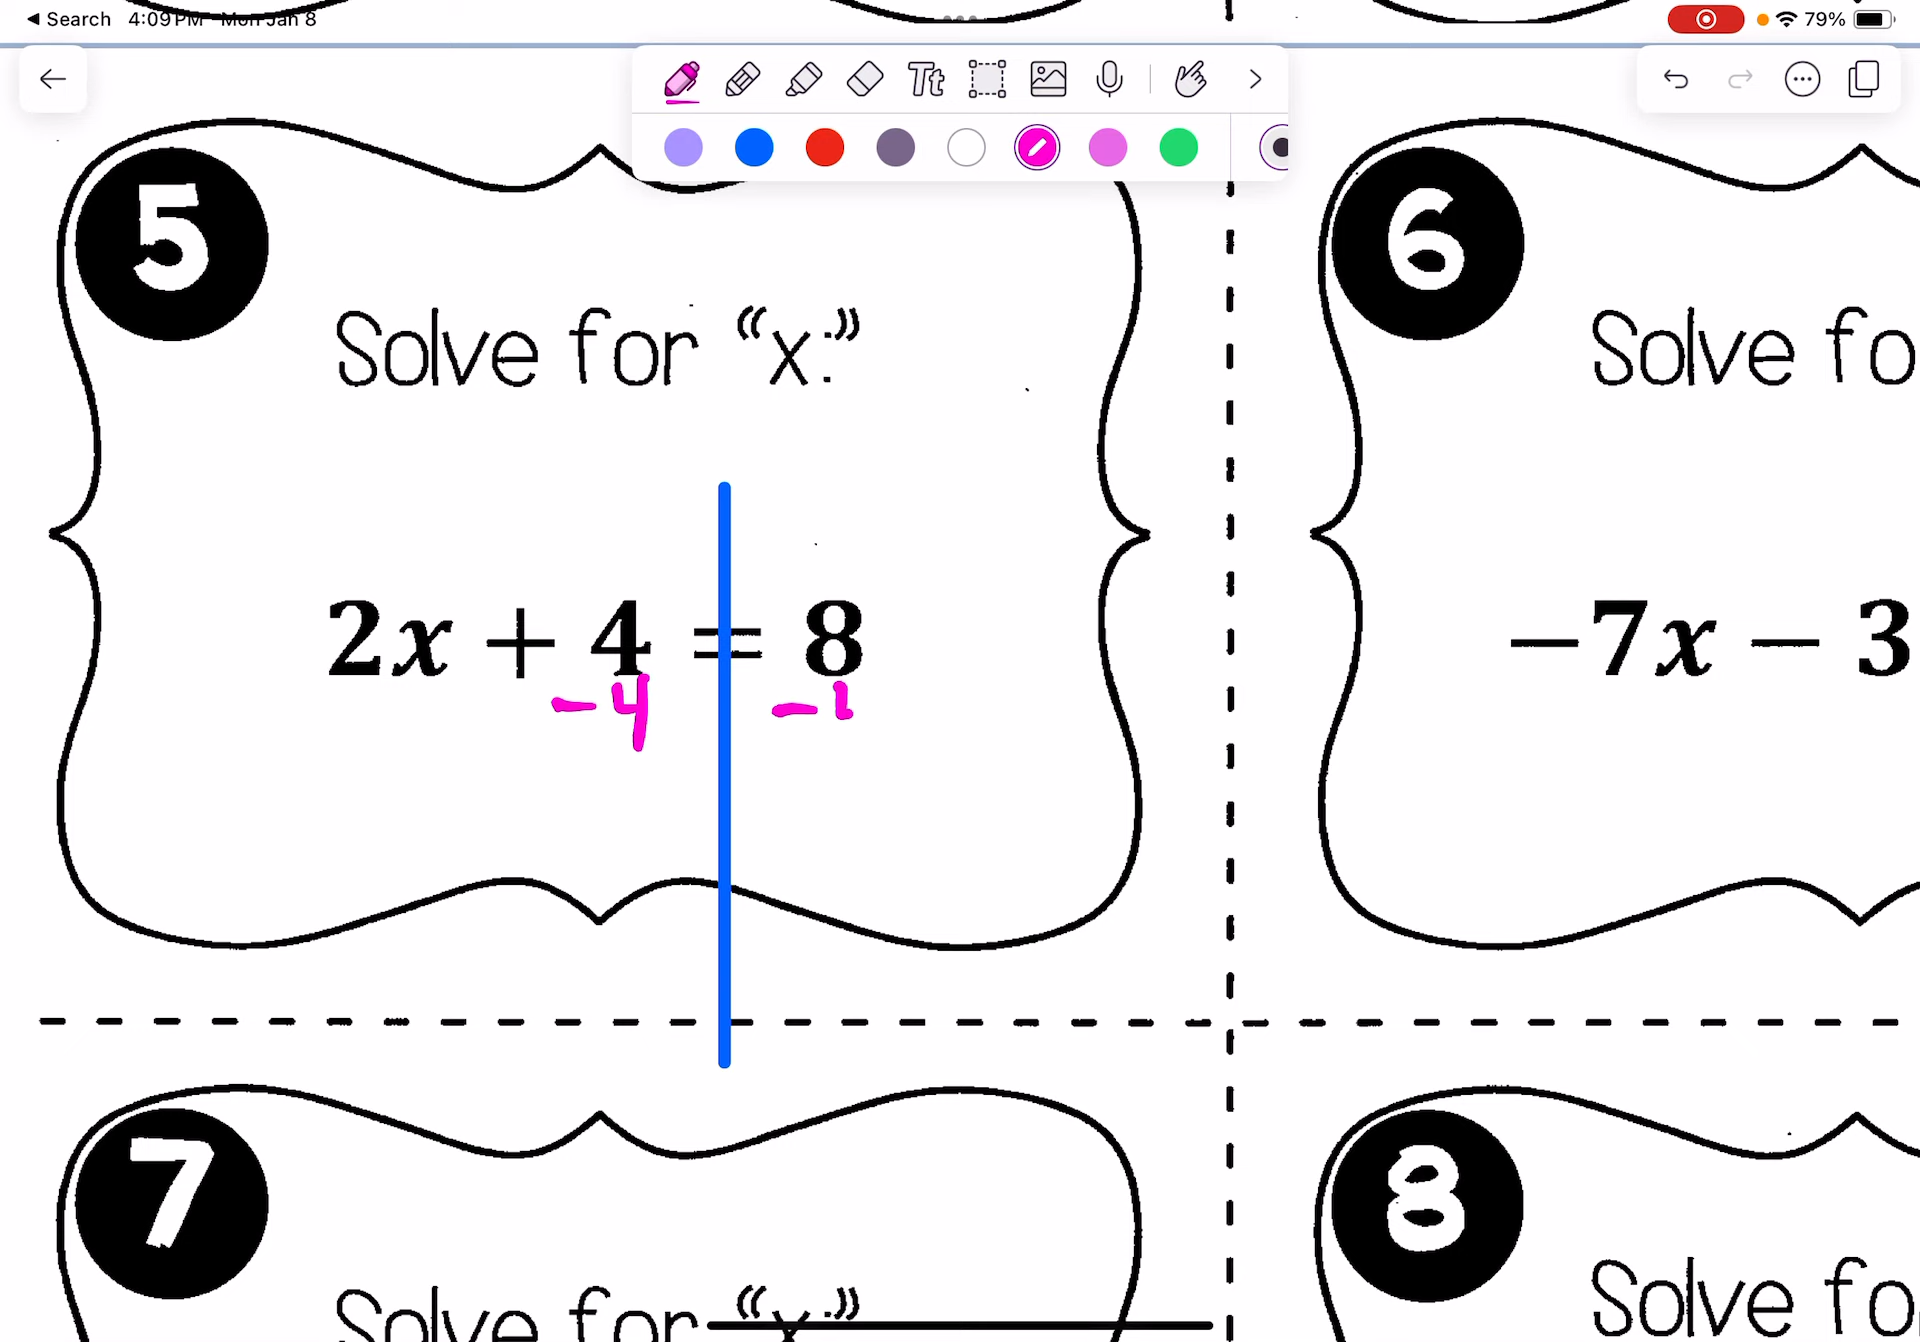 Search 4:09 PM Mon Jan 8
79%
Tt
5
Solve for “x:”
2x + 4 = 8
-4
6
Solve fo
-7x - 3
7
Solve for “x:”
8
Solve fo